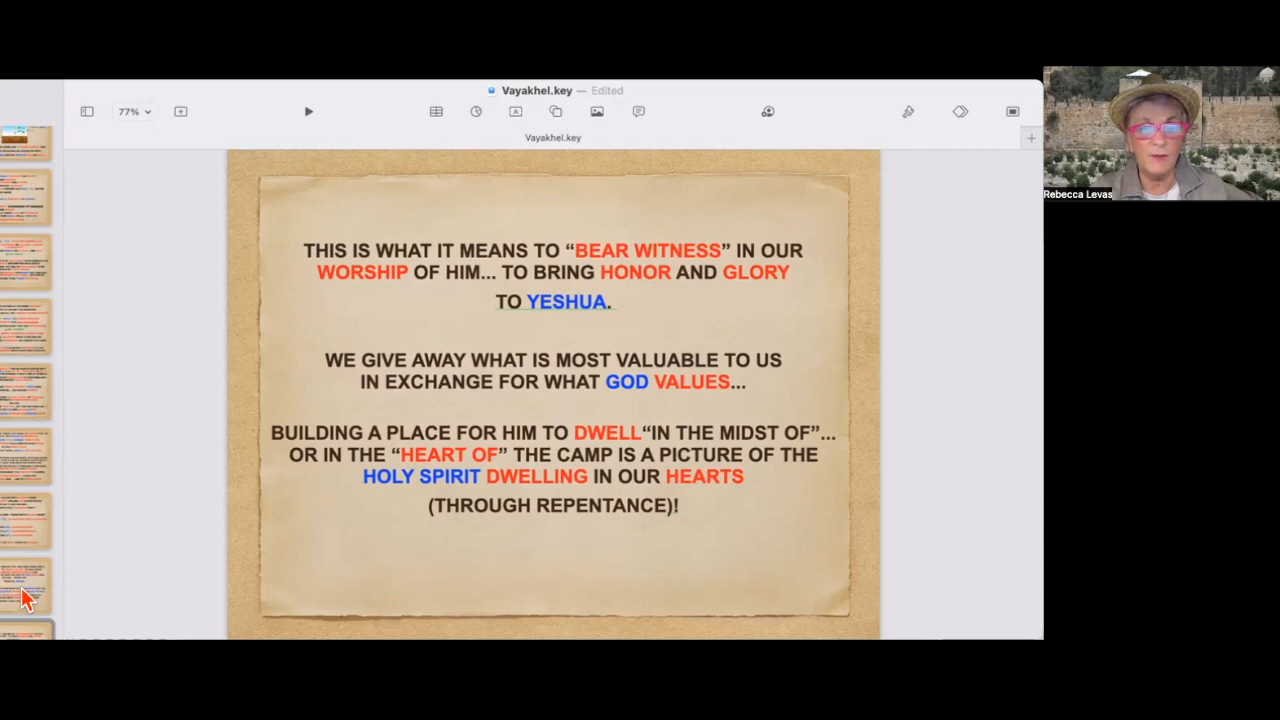 Vayakhel.key — Edited
77%
Vayakhel.key
Rebecca Levas
THIS IS WHAT IT MEANS TO “BEAR WITNESS” IN OUR
WORSHIP OF HIM... TO BRING HONOR AND GLORY
TO YESHUA.
WE GIVE AWAY WHAT IS MOST VALUABLE TO US
IN EXCHANGE FOR WHAT GOD VALUES...
BUILDING A PLACE FOR HIM TO DWELL“IN THE MIDST OF”...
OR IN THE “HEART OF” THE CAMP IS A PICTURE OF THE
HOLY SPIRIT DWELLING IN OUR HEARTS
(THROUGH REPENTANCE)!